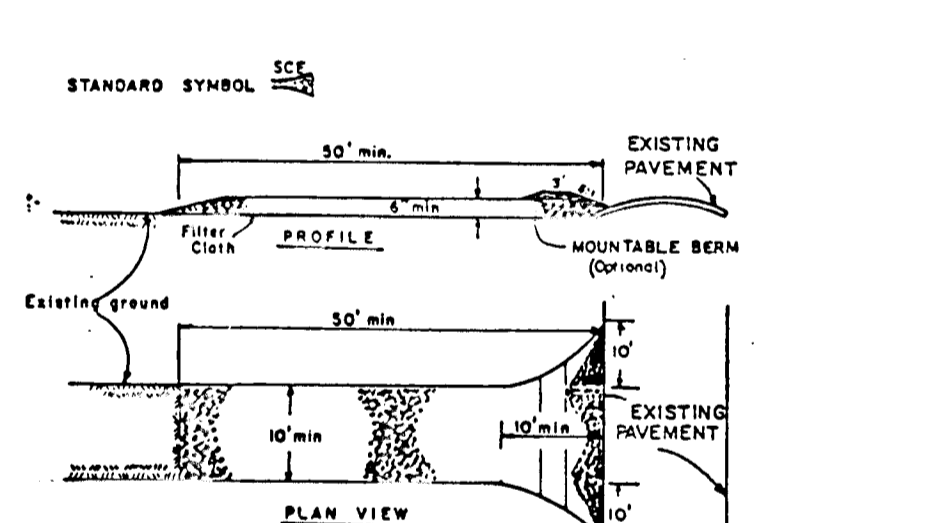 SCE
STANDARD SYMBOL
50' min.
EXISTING
PAVEMENT
3'
6" min
Filter
Cloth
PROFILE
MOUNTABLE BERM
(Optional)
Existing ground
50' min
10'
EXISTING
PAVEMENT
10' min
10' min
10'
PLAN VIEW